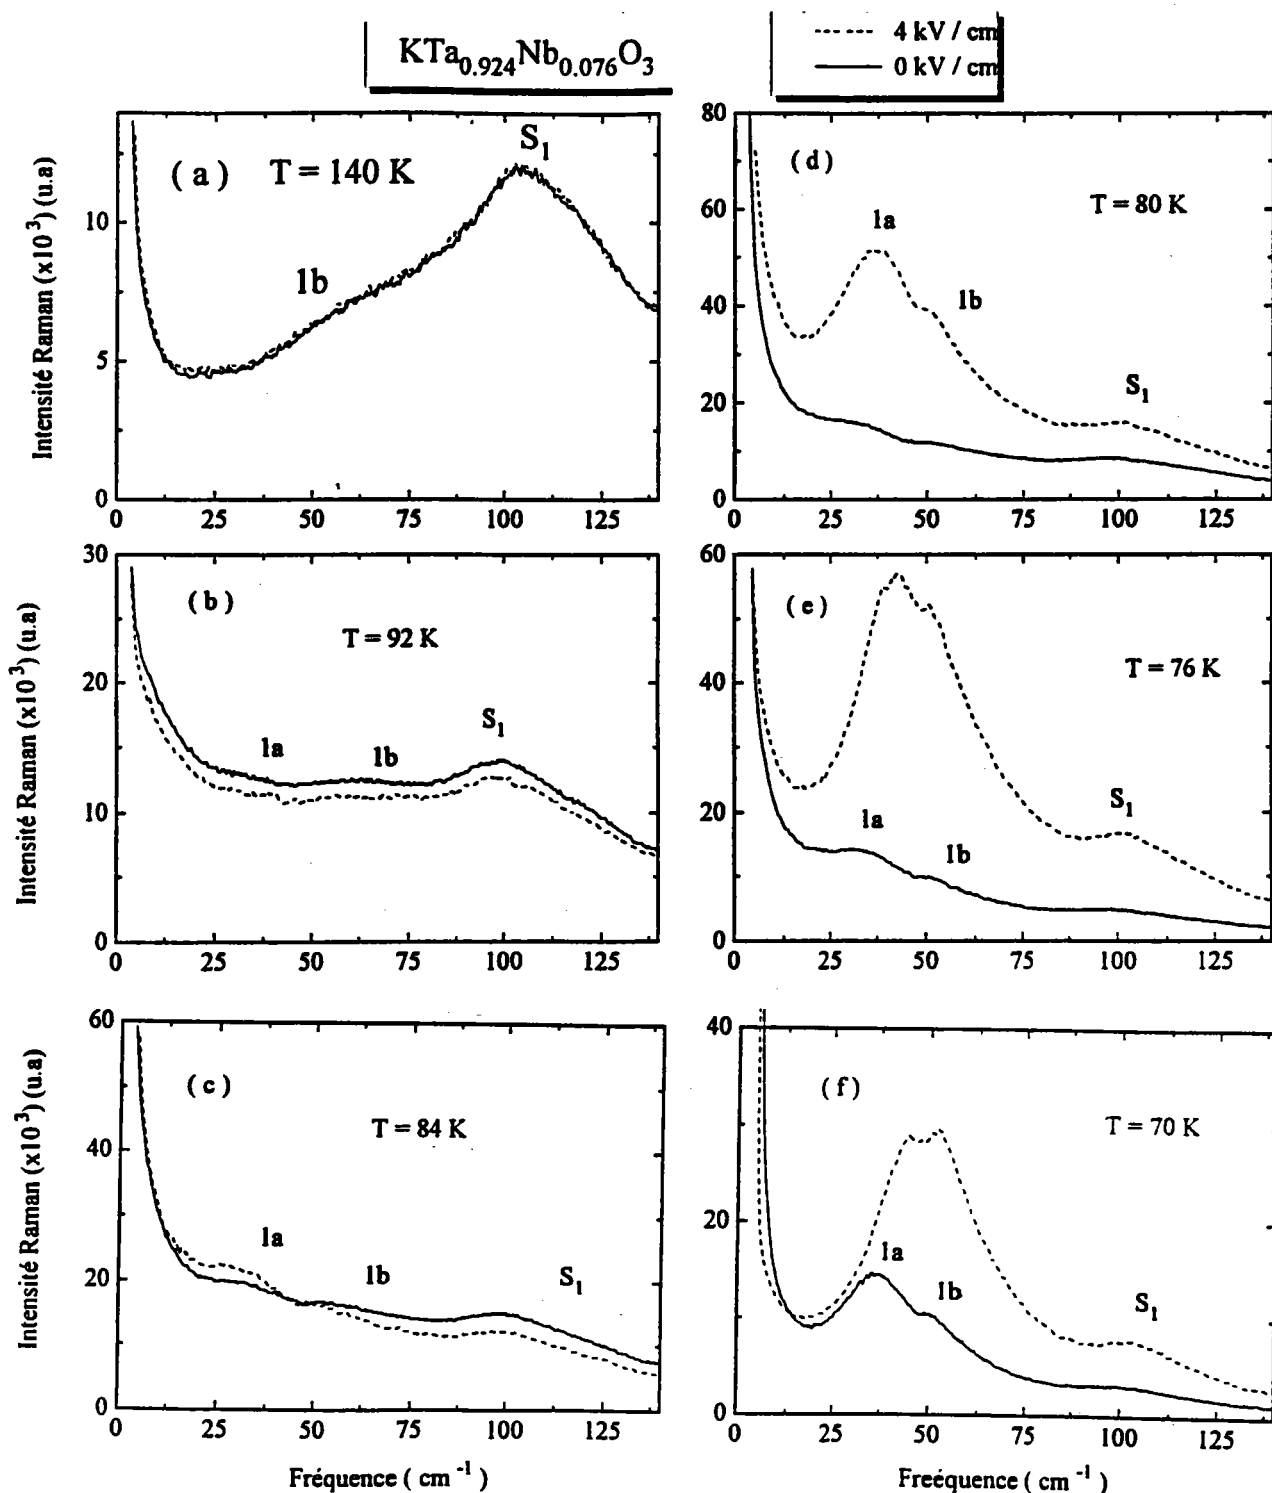 KTa0.924Nb0.076O3
4 kV / cm
0 kV / cm
Intensité Raman (x10 3) (u.a)
( a ) T = 140 K
S1
1b
10
5
0
0 25 50 75 100 125
( d )
T = 80 K
1a
1b
S1
80
60
40
20
0
0 25 50 75 100 125
Intensité Raman (x10 3) (u.a)
( b )
T = 92 K
1a
1b
S1
30
20
10
0
0 25 50 75 100 125
( e )
T = 76 K
1a
1b
S1
60
40
20
0
0 25 50 75 100 125
Intensité Raman (x10 3) (u.a)
( c )
T = 84 K
1a
1b
S1
60
40
20
0
0 25 50 75 100 125
Fréquence ( cm -1 )
( f )
T = 70 K
1a
1b
S1
40
20
0
0 25 50 75 100 125
Freéquence ( cm -1 )